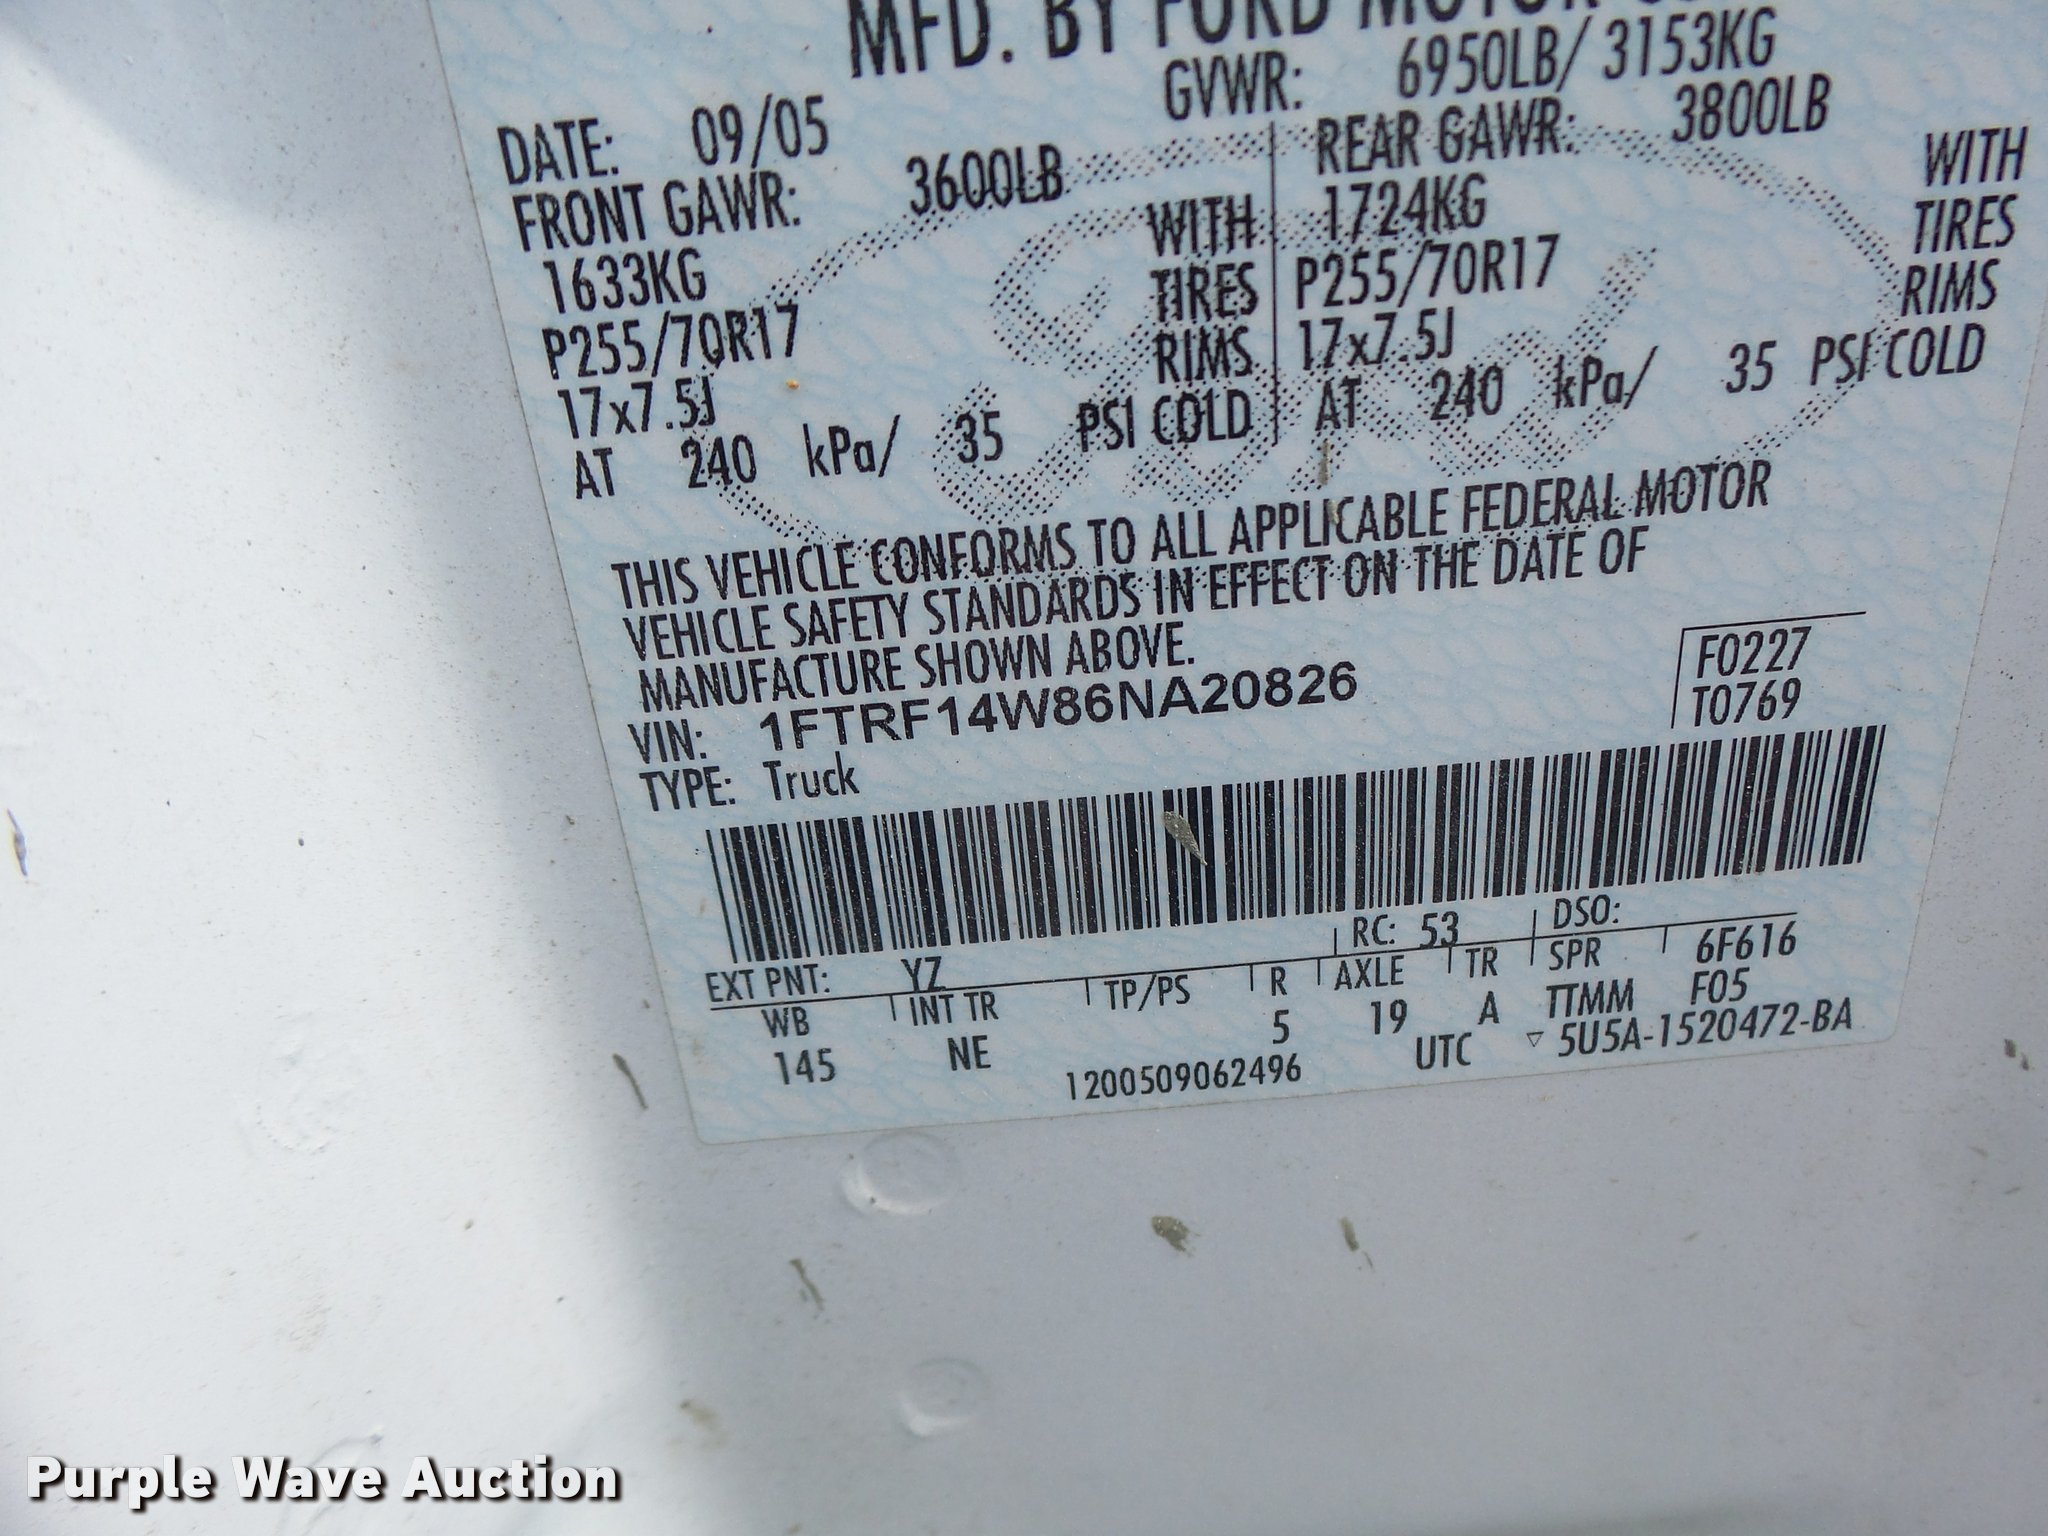 MFD. BY FORD MOTOR
GVWR: 6950LB/ 3153KG
DATE: 09/05
FRONT GAWR: 3600LB
1633KG WITH
P255/70R17 TIRES
17x7.5J RIMS
AT 240 kPa/ 35 PSI COLD
REAR GAWR: 3800LB
1724KG WITH
P255/70R17 TIRES
17x7.5J RIMS
AT 240 kPa/ 35 PSI COLD
THIS VEHICLE CONFORMS TO ALL APPLICABLE FEDERAL MOTOR
VEHICLE SAFETY STANDARDS IN EFFECT ON THE DATE OF
MANUFACTURE SHOWN ABOVE.
VIN: 1FTRF14W86NA20826
TYPE: Truck
F0227
T0769
EXT PNT: YZ RC: 53 DSO:
WB INT TR TP/PS R AXLE TR SPR 6F616
145 NE 5 19 A TTMM F05
1200509062496 UTC ▽ 5U5A-1520472-BA
Purple Wave Auction